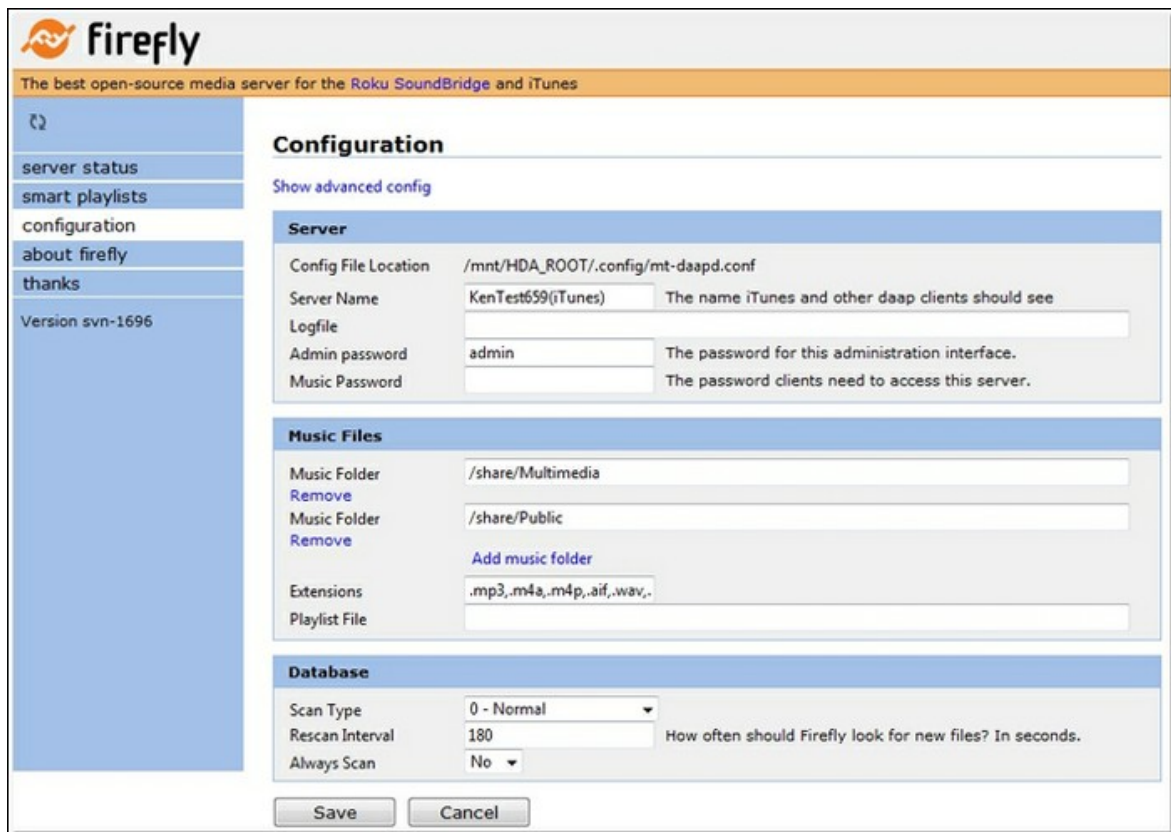 firefly
The best open-source media server for the Roku SoundBridge and iTunes
server status
smart playlists
configuration
about firefly
thanks
Version svn-1696
Configuration
Show advanced config
Server
Config File Location /mnt/HDA_ROOT/.config/mt-daapd.conf
Server Name KenTest659(iTunes) The name iTunes and other daap clients should see
Logfile
Admin password admin The password for this administration interface.
Music Password The password clients need to access this server.
Music Files
Music Folder /share/Multimedia
Remove
Music Folder /share/Public
Remove
Add music folder
Extensions .mp3,.m4a,.m4p,.aif,.wav,.
Playlist File
Database
Scan Type 0 - Normal
Rescan Interval 180 How often should Firefly look for new files? In seconds.
Always Scan No
Save Cancel